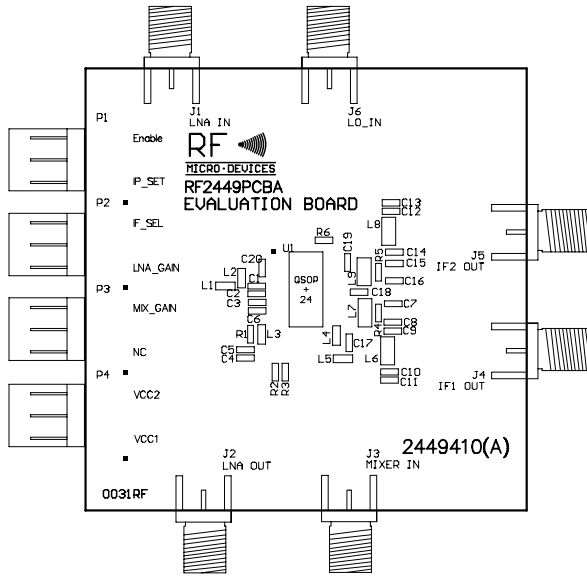 P1
J1
LNA IN
J6
LO_IN
Enable
RF
MICRO·DEVICES
IP_SET
RF2449PCBA
EVALUATION BOARD
P2
IF_SEL
C13
C12
L8
R6
U1
C19
R5
C14
C15
J5
IF2 OUT
C20
LNA_GAIN
L2
C1
QSOP
+
24
L9
C16
L1
C2
C18
P3
C3
C7
MIX_GAIN
L7
C6
R4
C8
C9
R1
L3
L4
C17
NC
C5
C4
L5
L6
C10
C11
P4
R2
R3
J4
IF1 OUT
VCC2
VCC1
J2
LNA OUT
J3
MIXER IN
2449410(A)
0031RF